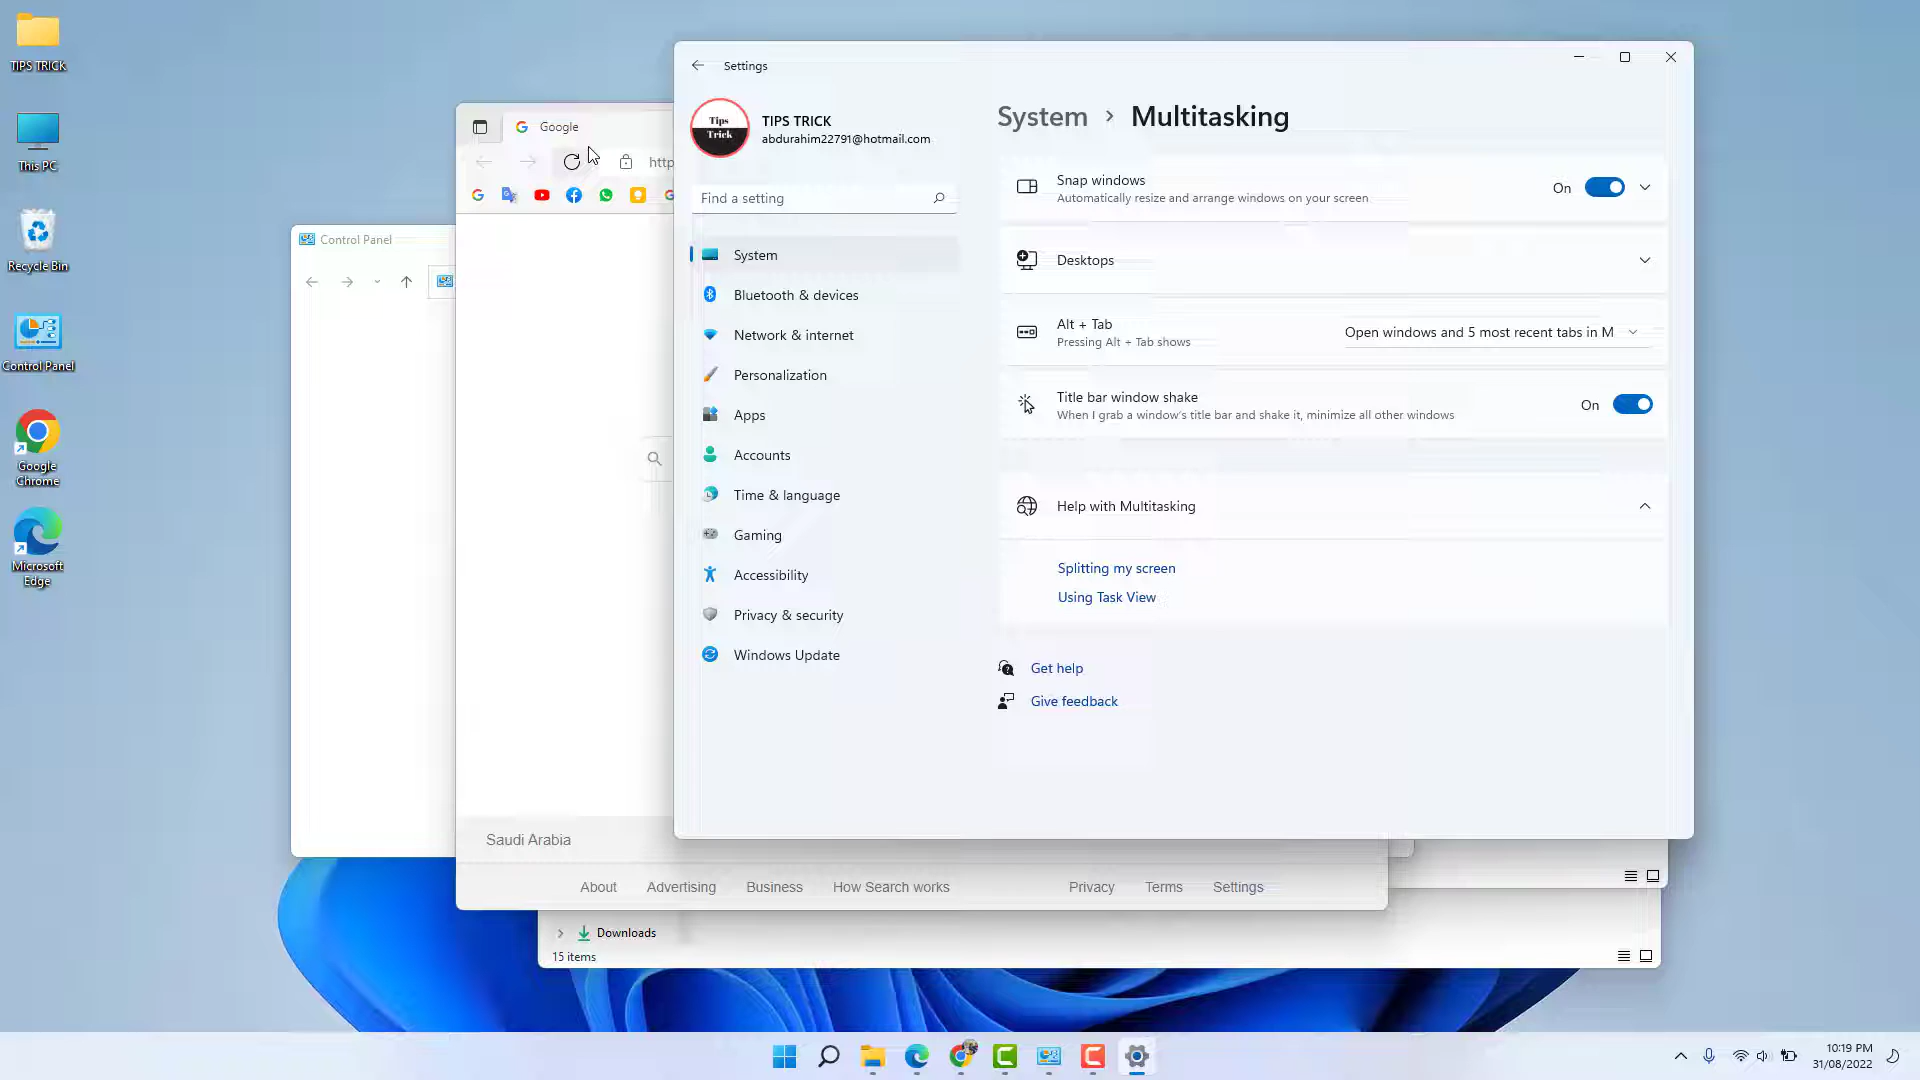 TIPS TRICK
This PC
Recycle Bin
Control Panel
Google
Chrome
Microsoft
Edge
Control Panel
Google
http
Saudi Arabia
About
Advertising
Business
How Search works
Privacy
Terms
Settings
Downloads
15 items
Settings
Tips
Trick
TIPS TRICK
abdurahim22791@hotmail.com
Find a setting
System
Bluetooth & devices
Network & internet
Personalization
Apps
Accounts
Time & language
Gaming
Accessibility
Privacy & security
Windows Update
System > Multitasking
Snap windows
Automatically resize and arrange windows on your screen
On
Desktops
Alt + Tab
Pressing Alt + Tab shows
Open windows and 5 most recent tabs in M
Title bar window shake
When I grab a window's title bar and shake it, minimize all other windows
On
Help with Multitasking
Splitting my screen
Using Task View
Get help
Give feedback
10:19 PM
31/08/2022